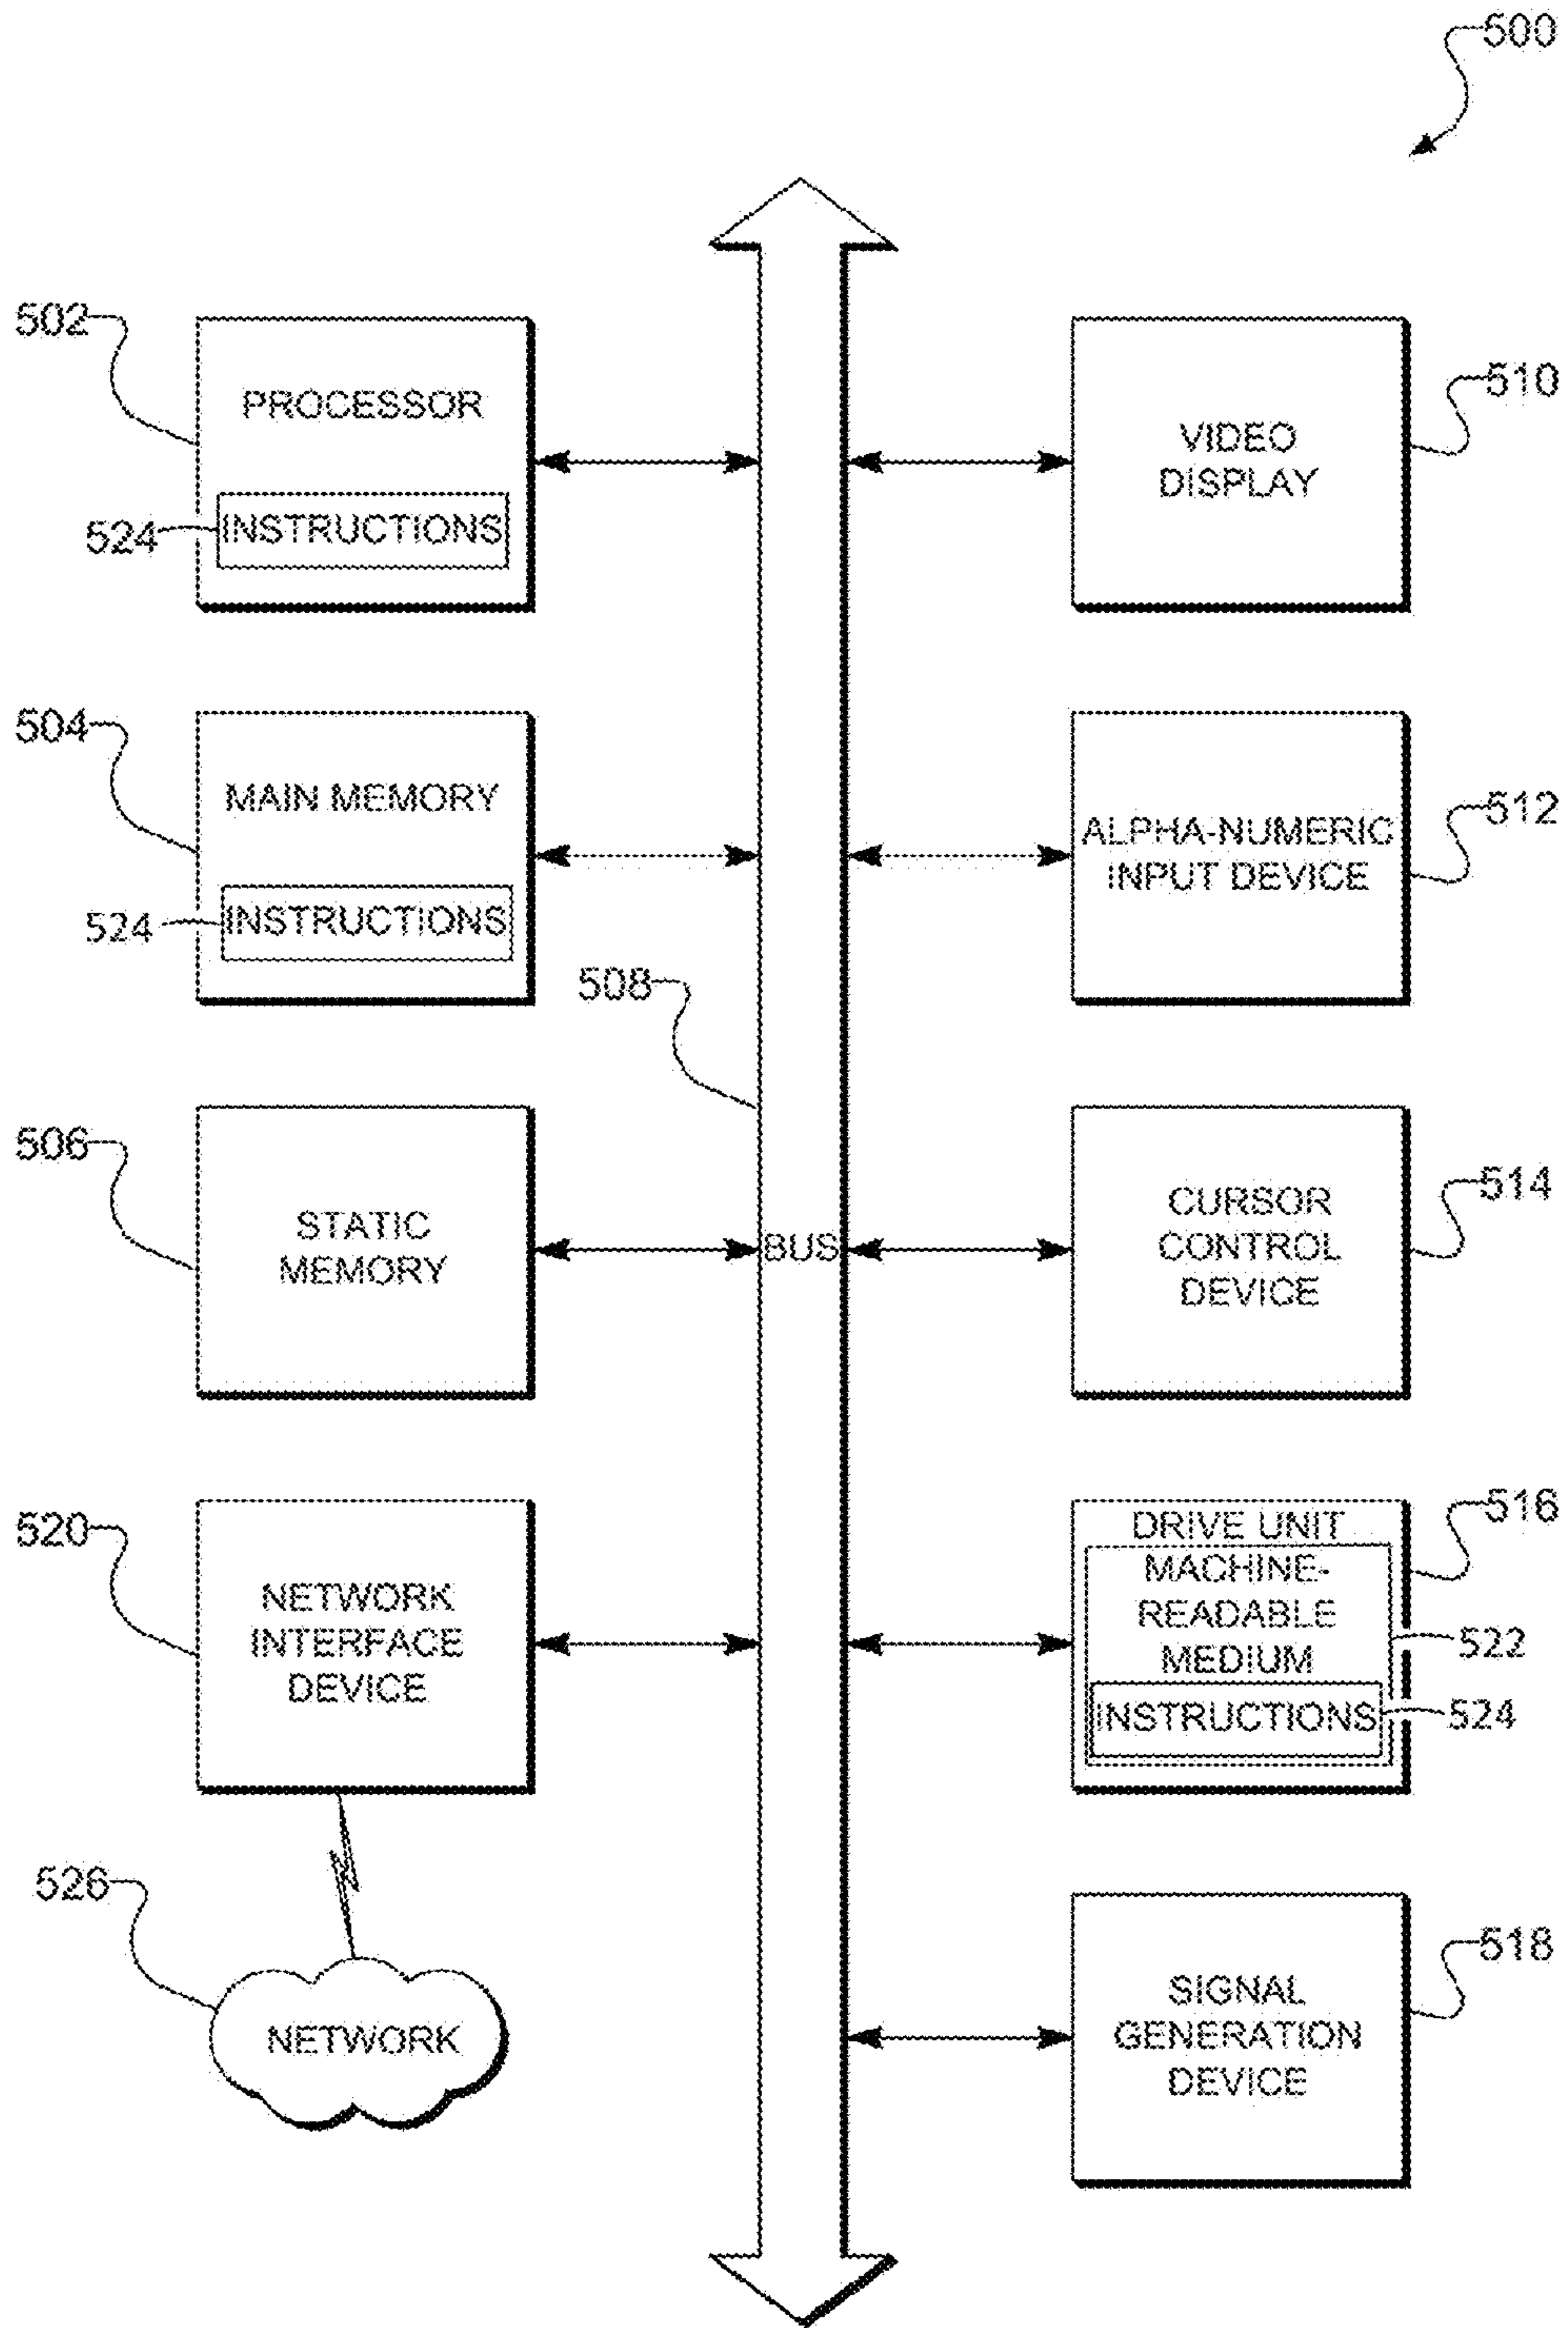 500
502
PROCESSOR
524
INSTRUCTIONS
504
MAIN MEMORY
524
INSTRUCTIONS
508
506
STATIC
MEMORY
BUS
520
NETWORK
INTERFACE
DEVICE
526
NETWORK
510
VIDEO
DISPLAY
512
ALPHA-NUMERIC
INPUT DEVICE
514
CURSOR
CONTROL
DEVICE
516
DRIVE UNIT
MACHINE-
READABLE
MEDIUM
522
INSTRUCTIONS
524
518
SIGNAL
GENERATION
DEVICE